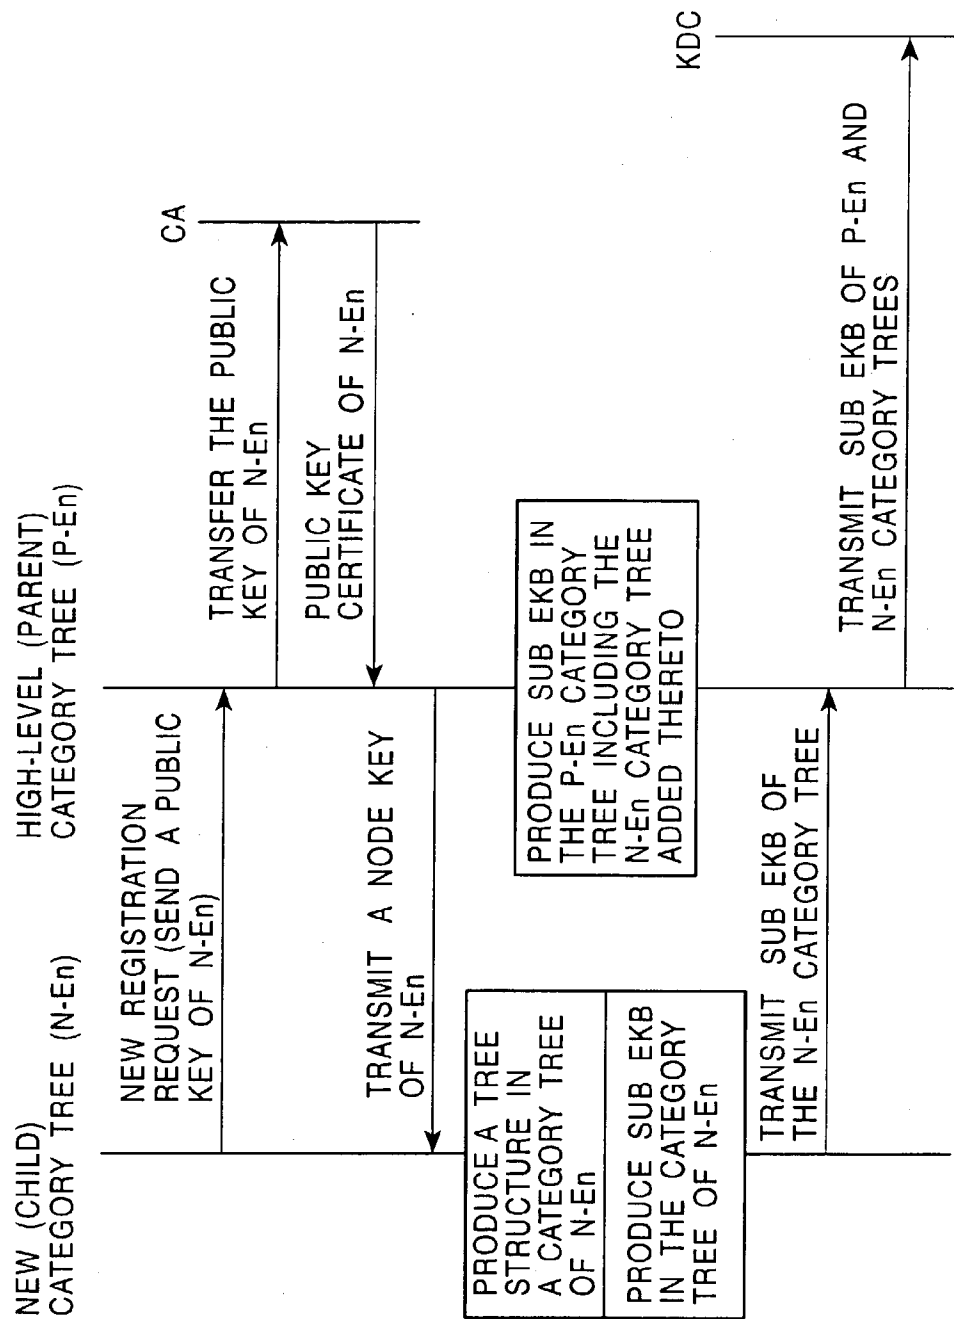 NEW (CHILD)
CATEGORY TREE (N-En)
HIGH-LEVEL (PARENT)
CATEGORY TREE (P-En)
CA
KDC
NEW REGISTRATION
REQUEST (SEND A PUBLIC
KEY OF N-En)
TRANSFER THE PUBLIC
KEY OF N-En
PUBLIC KEY
CERTIFICATE OF N-En
TRANSMIT A NODE KEY
OF N-En
PRODUCE A TREE
STRUCTURE IN
A CATEGORY TREE
OF N-En
PRODUCE SUB EKB
IN THE CATEGORY
TREE OF N-En
PRODUCE SUB EKB IN
THE P-En CATEGORY
TREE INCLUDING THE
N-En CATEGORY TREE
ADDED THERETO
TRANSMIT SUB EKB OF
THE N-En CATEGORY TREE
TRANSMIT SUB EKB OF P-En AND
N-En CATEGORY TREES